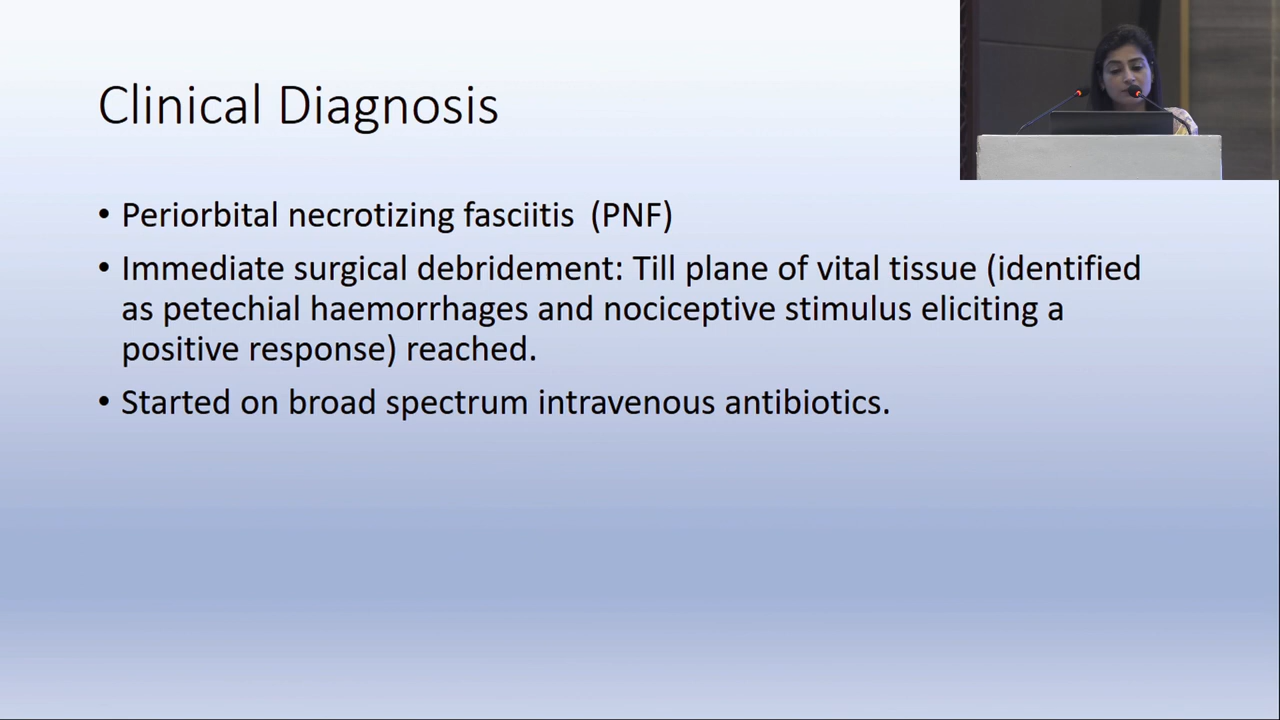 Clinical Diagnosis
• Periorbital necrotizing fasciitis (PNF)
• Immediate surgical debridement: Till plane of vital tissue (identified
as petechial haemorrhages and nociceptive stimulus eliciting a
positive response) reached.
• Started on broad spectrum intravenous antibiotics.